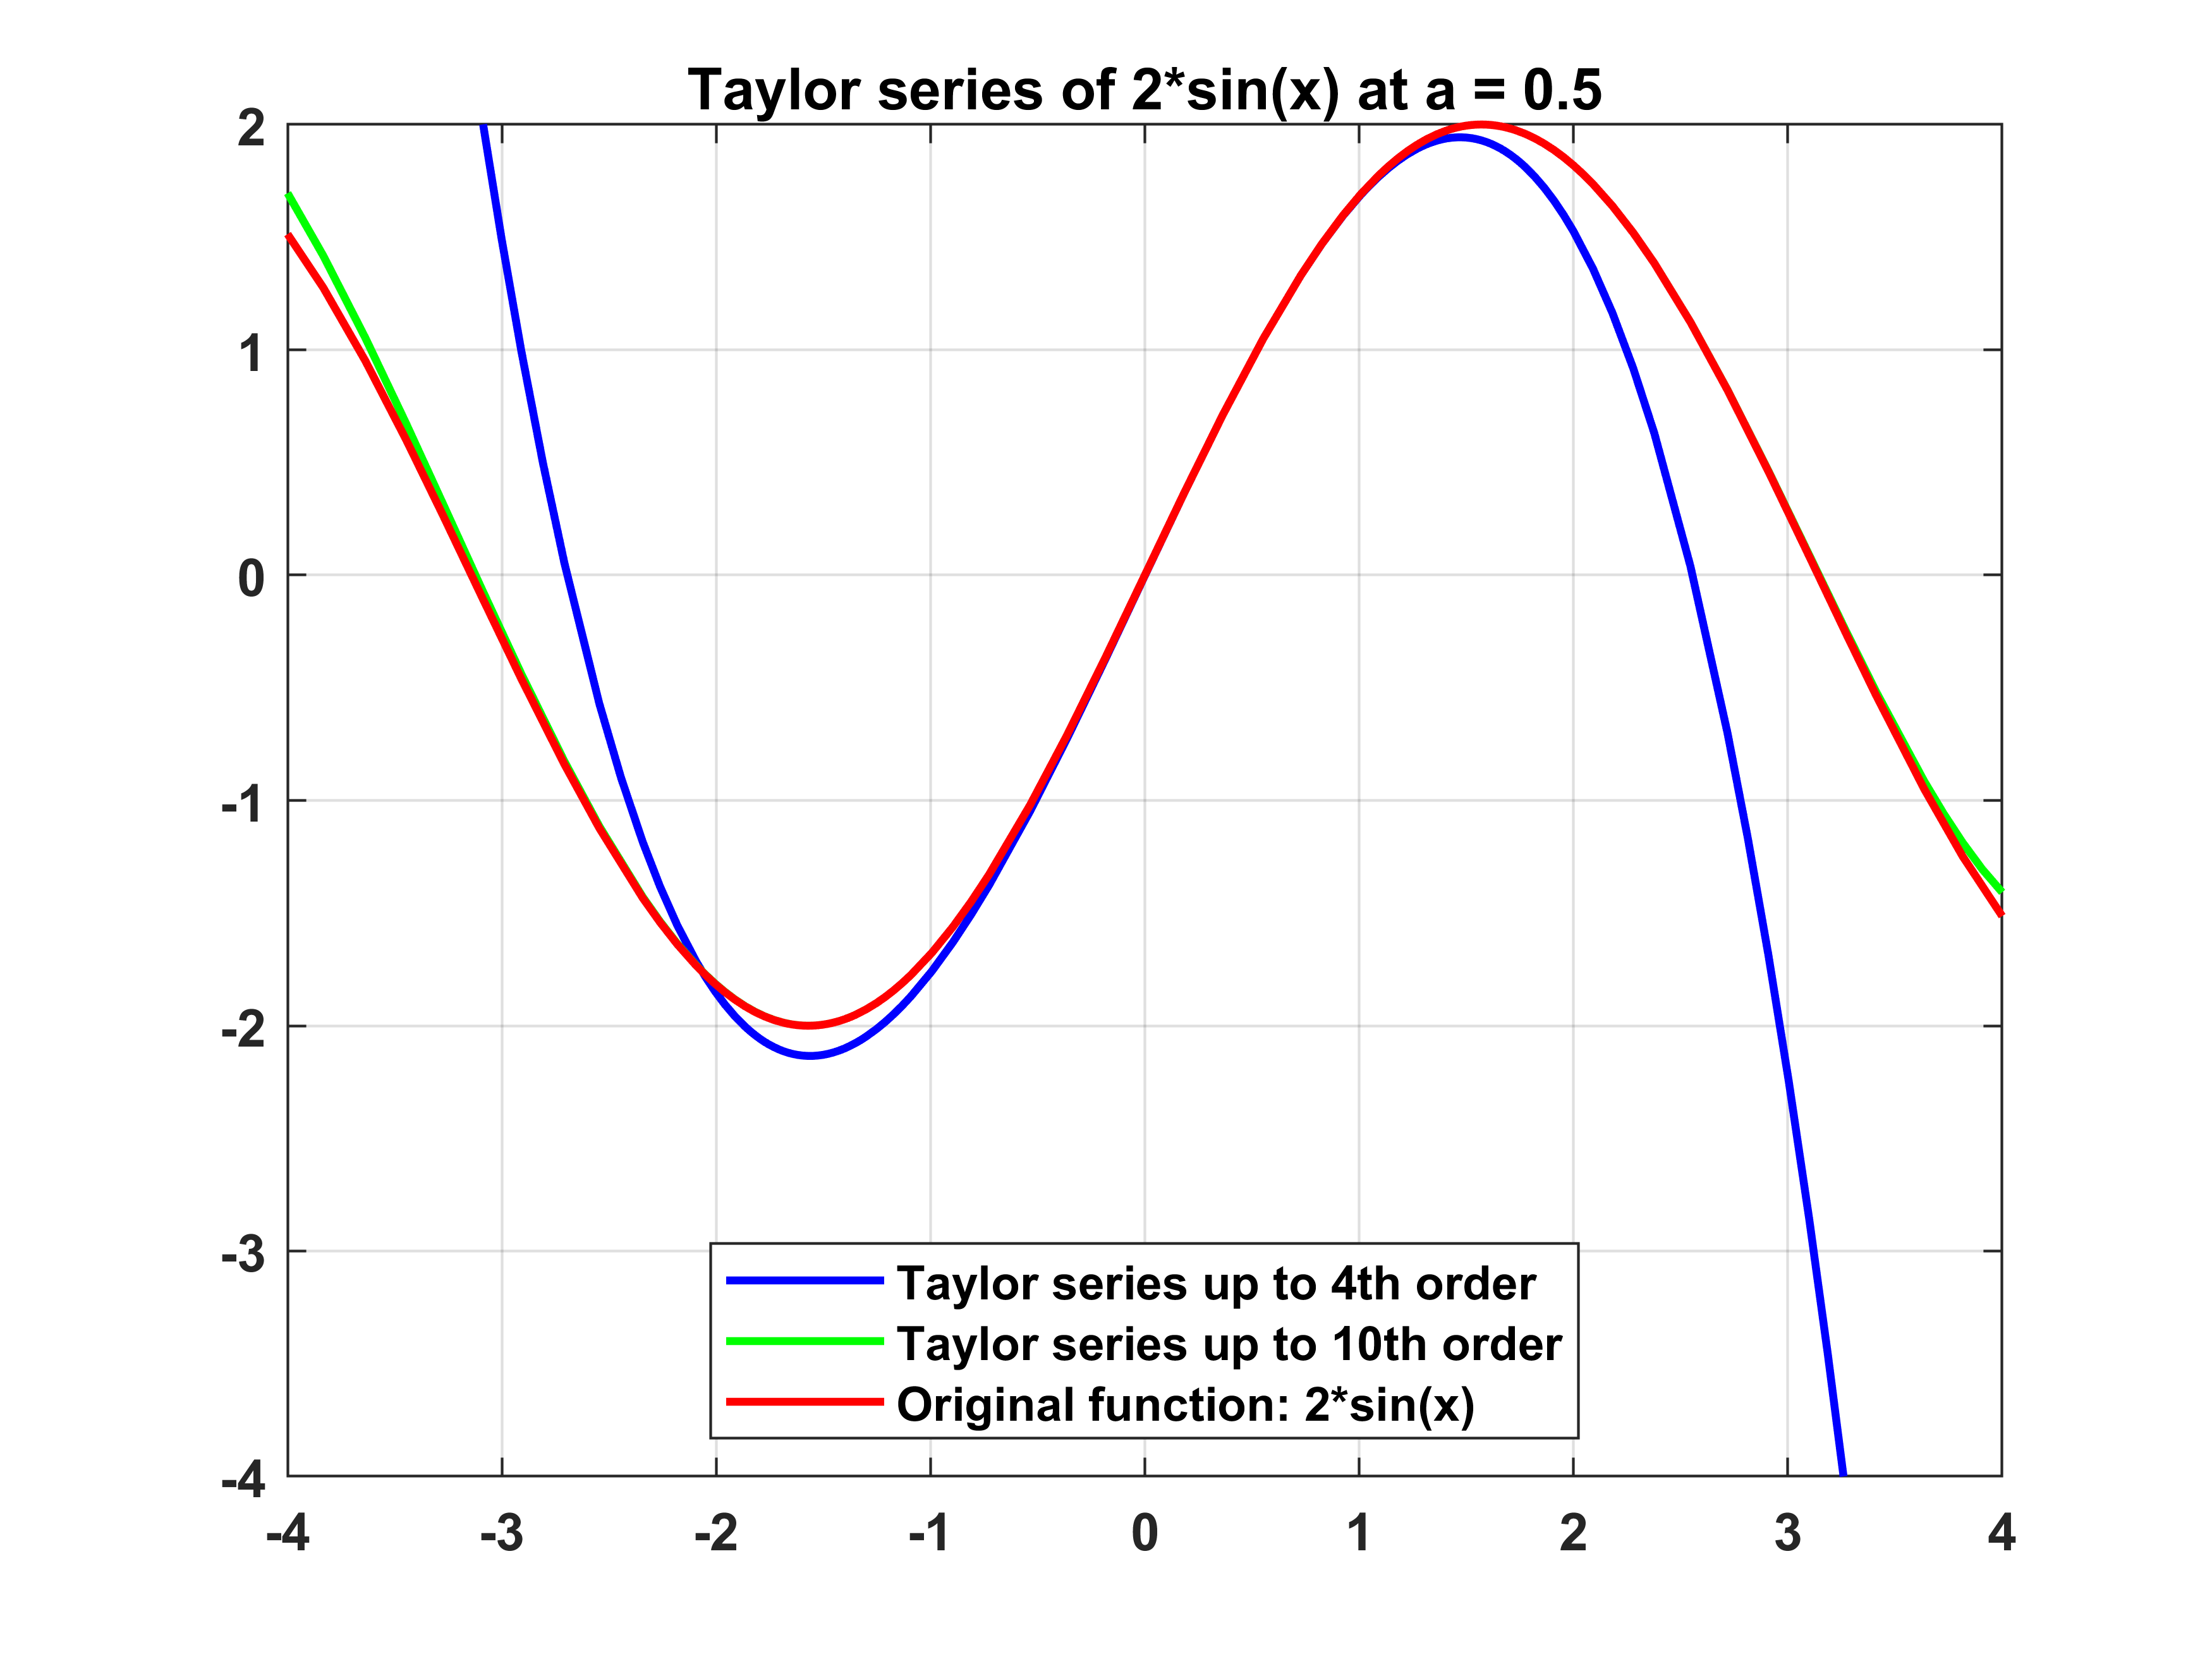 Taylor series of 2*sin(x) at a = 0.5
2
1
0
-1
-2
-3
-4
Taylor series up to 4th order
Taylor series up to 10th order
Original function: 2*sin(x)
-4 -3 -2 -1 0 1 2 3 4